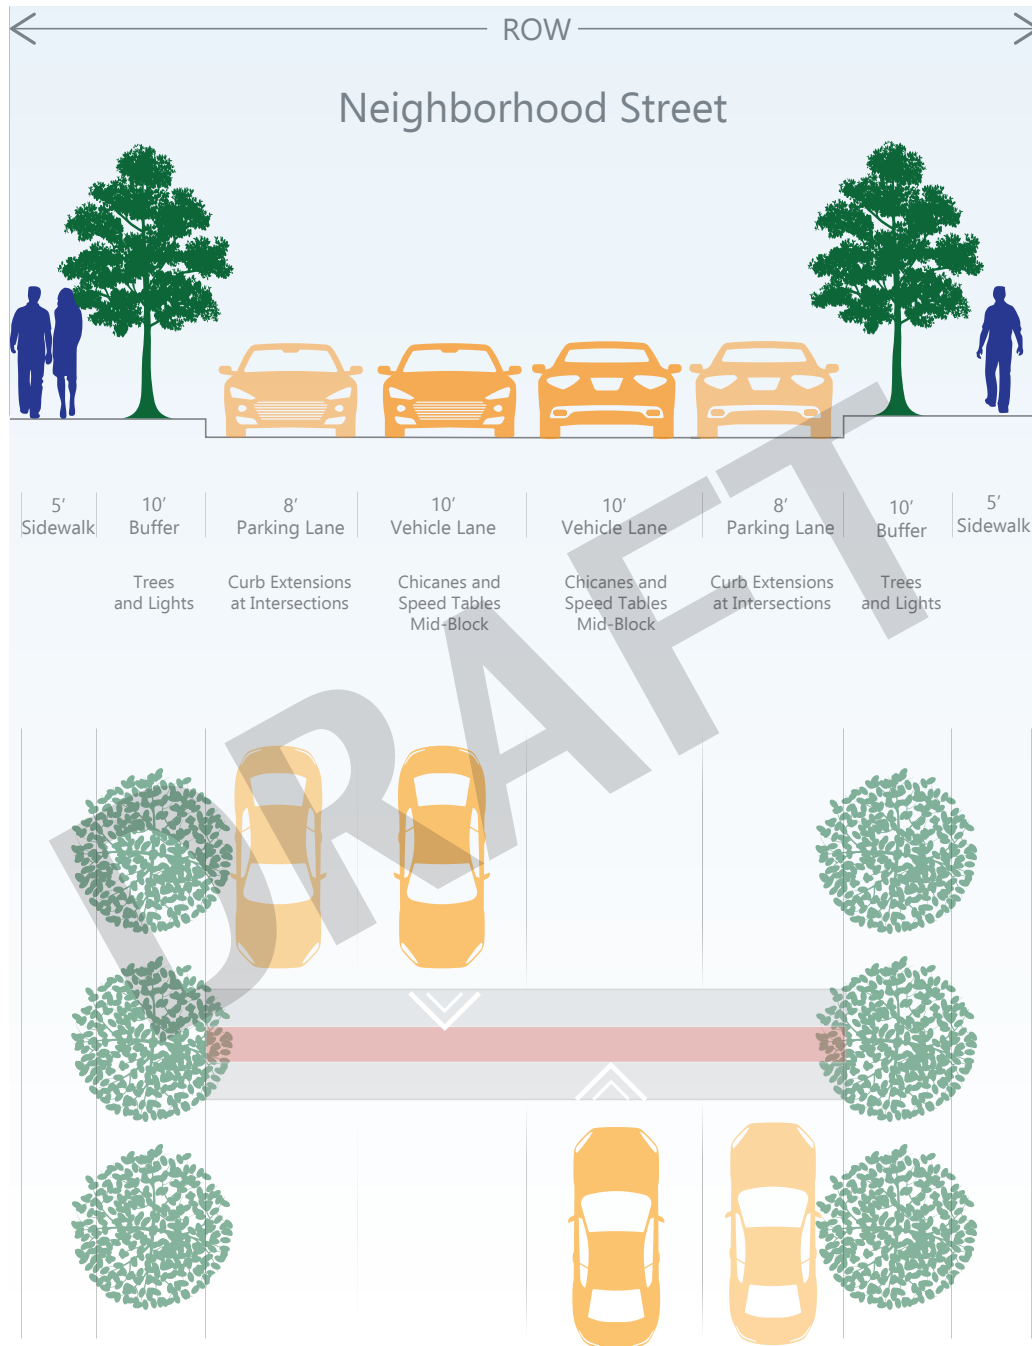 ROW
Neighborhood Street
5’
Sidewalk
10’
Buffer
8’
Parking Lane
10’
Vehicle Lane
10’
Vehicle Lane
8’
Parking Lane
10’
Buffer
5’
Sidewalk
Trees
and Lights
Curb Extensions
at Intersections
Chicanes and
Speed Tables
Mid-Block
Chicanes and
Speed Tables
Mid-Block
Curb Extensions
at Intersections
Trees
and Lights
DRAFT